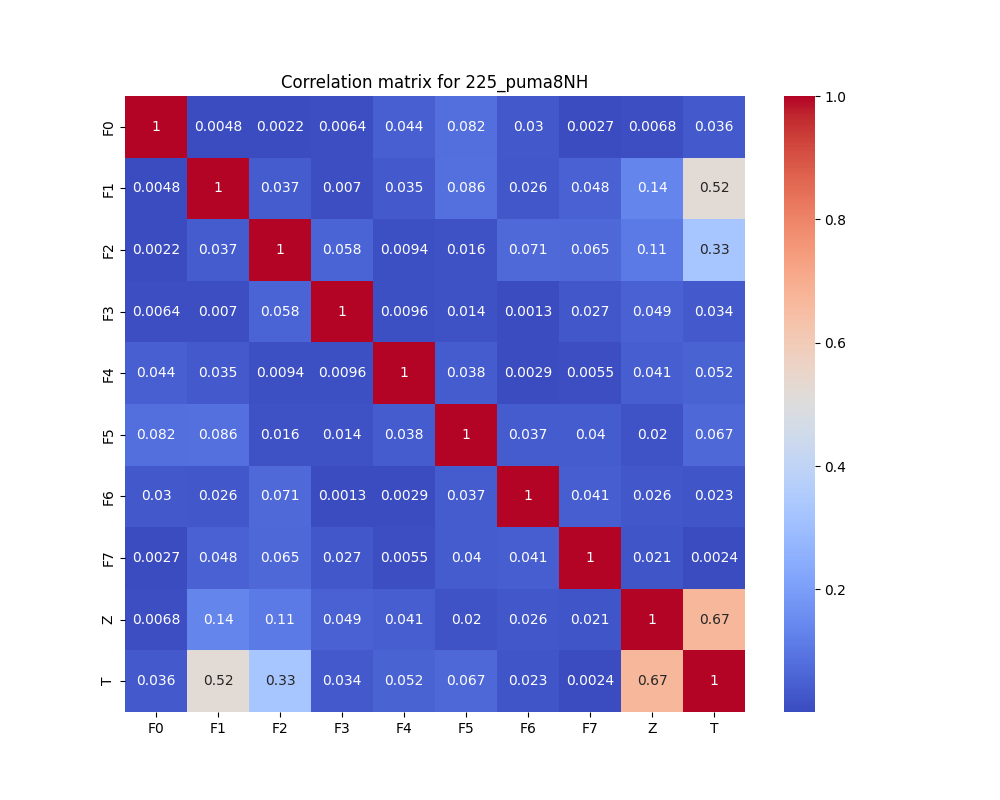 Correlation matrix for 225_puma8NH
F0 1 0.0048 0.0022 0.0064 0.044 0.082 0.03 0.0027 0.0068 0.036
F1 0.0048 1 0.037 0.007 0.035 0.086 0.026 0.048 0.14 0.52
F2 0.0022 0.037 1 0.058 0.0094 0.016 0.071 0.065 0.11 0.33
F3 0.0064 0.007 0.058 1 0.0096 0.014 0.0013 0.027 0.049 0.034
F4 0.044 0.035 0.0094 0.0096 1 0.038 0.0029 0.0055 0.041 0.052
F5 0.082 0.086 0.016 0.014 0.038 1 0.037 0.04 0.02 0.067
F6 0.03 0.026 0.071 0.0013 0.0029 0.037 1 0.041 0.026 0.023
F7 0.0027 0.048 0.065 0.027 0.0055 0.04 0.041 1 0.021 0.0024
Z 0.0068 0.14 0.11 0.049 0.041 0.02 0.026 0.021 1 0.67
T 0.036 0.52 0.33 0.034 0.052 0.067 0.023 0.0024 0.67 1
F0 F1 F2 F3 F4 F5 F6 F7 Z T
1.0
0.8
0.6
0.4
0.2